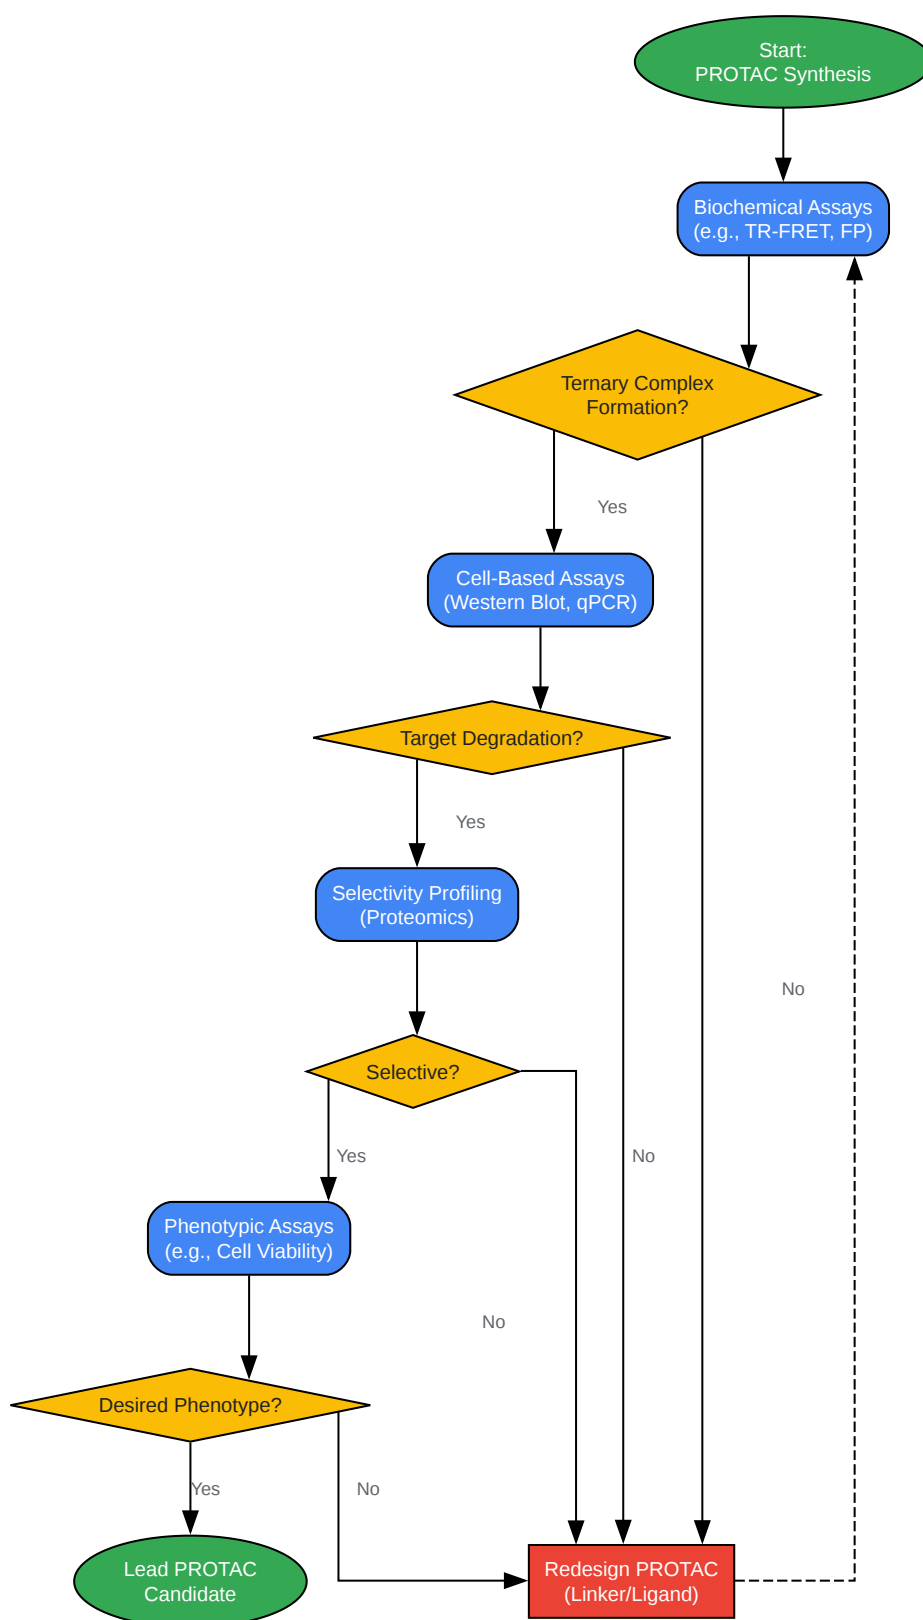 Start:
PROTAC Synthesis
Biochemical Assays
(e.g., TR-FRET, FP)
Ternary Complex
Formation?
Yes
Cell-Based Assays
(Western Blot, qPCR)
Target Degradation?
Yes
Selectivity Profiling
(Proteomics)
No
Selective?
Yes
No
Phenotypic Assays
(e.g., Cell Viability)
No
Desired Phenotype?
Yes
No
Lead PROTAC
Candidate
Redesign PROTAC
(Linker/Ligand)